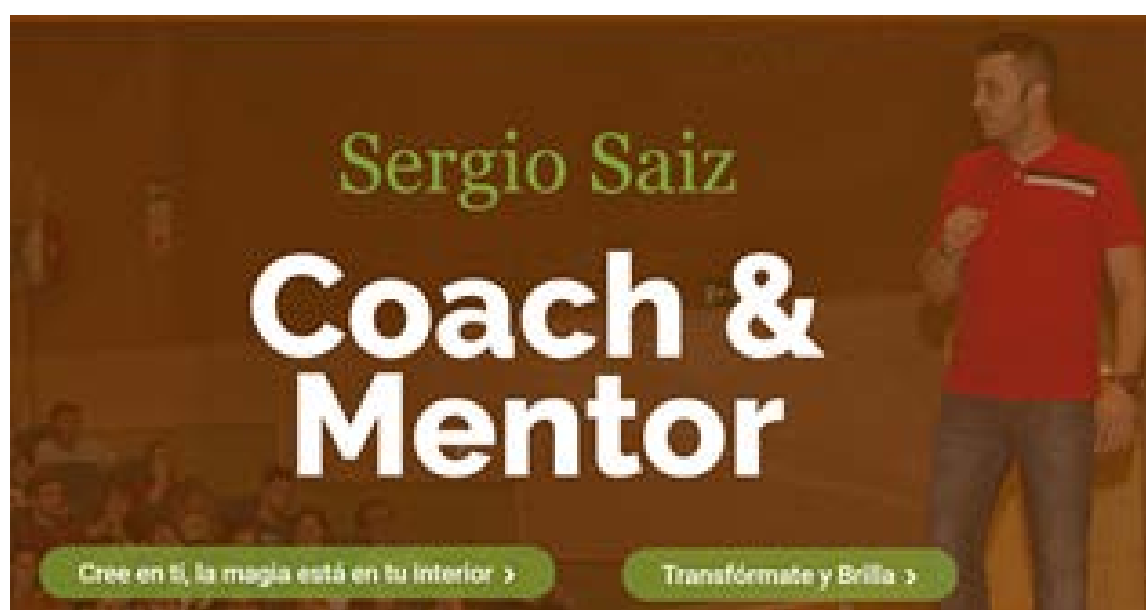 Sergio Saiz
Coach &
Mentor
Cree en ti, la magia está en tu interior ›
Transfórmate y Brilla ›